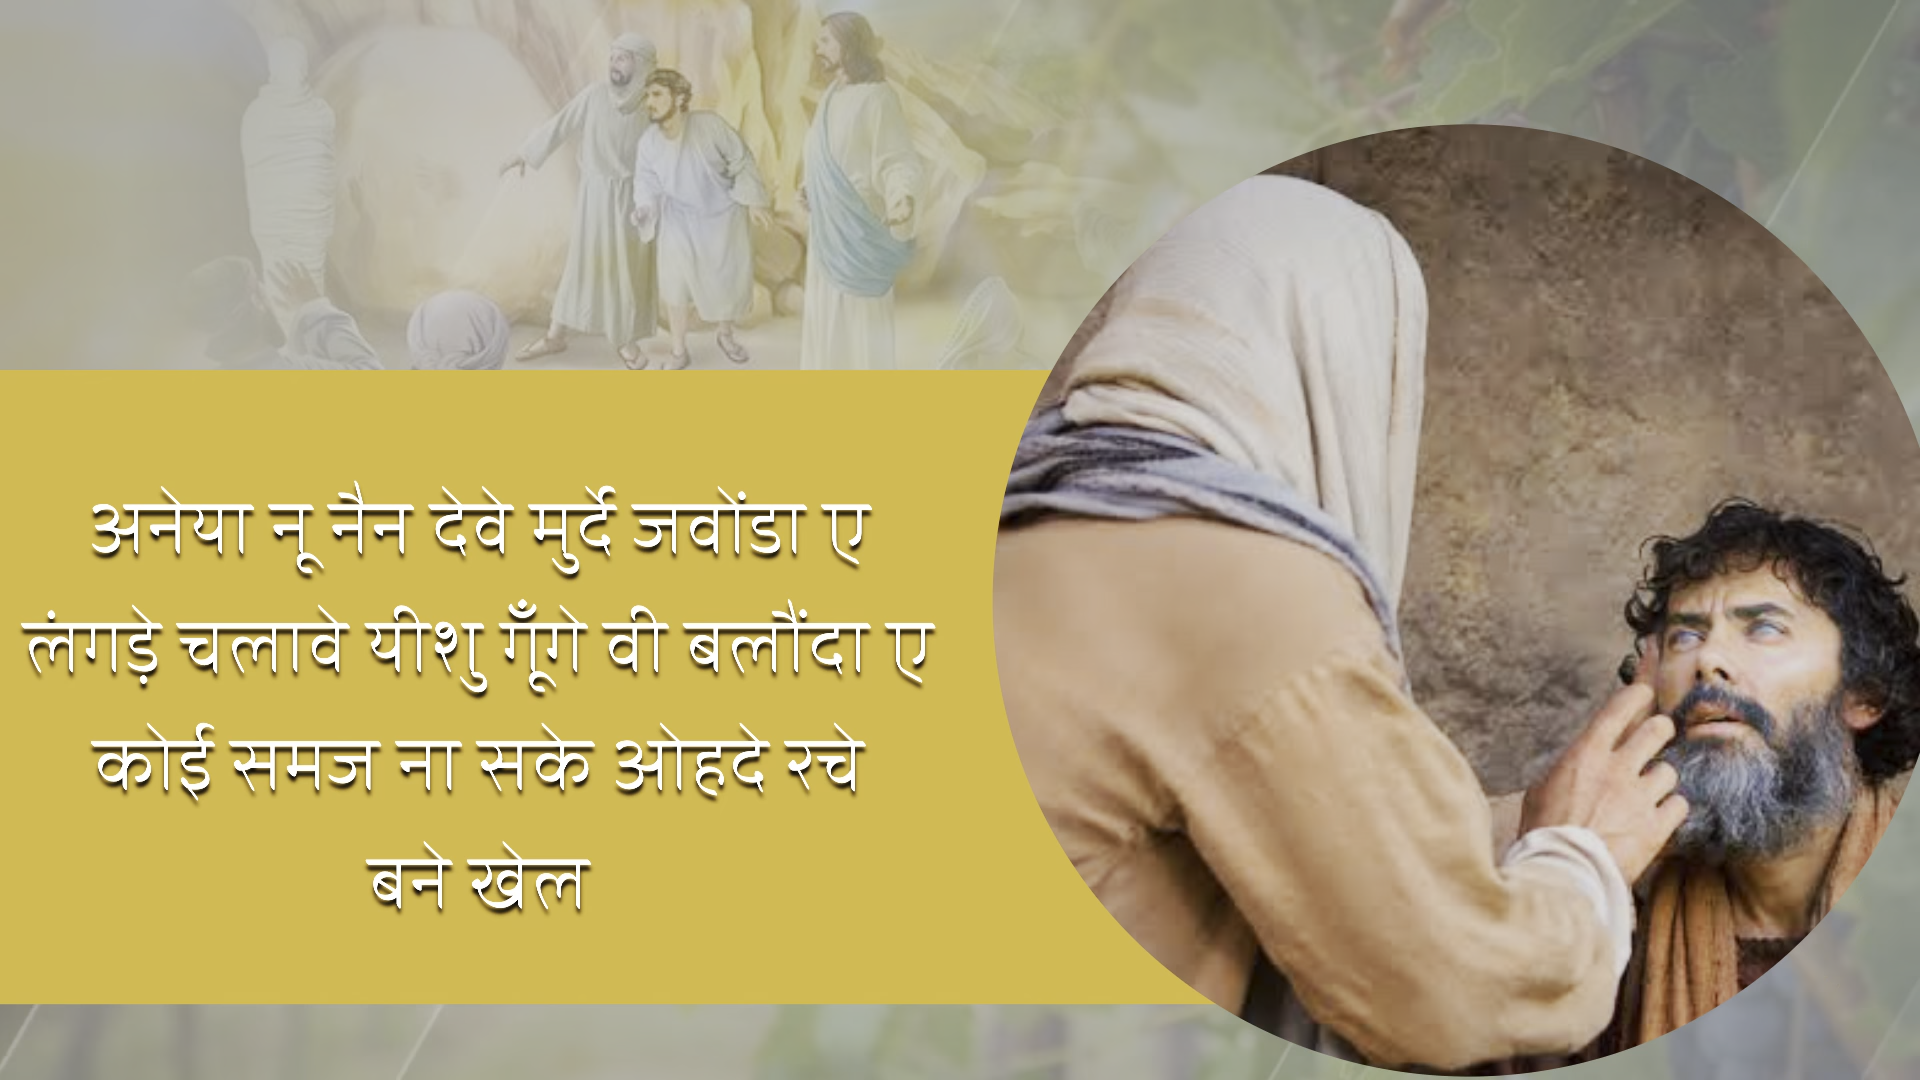 अनेया नू नैन देवे मुर्दे जवोंडा ए
लंगड़े चलावे यीशु गूँगे वी बलौंदा ए
कोई समज ना सके ओहदे रचे
बने खेल